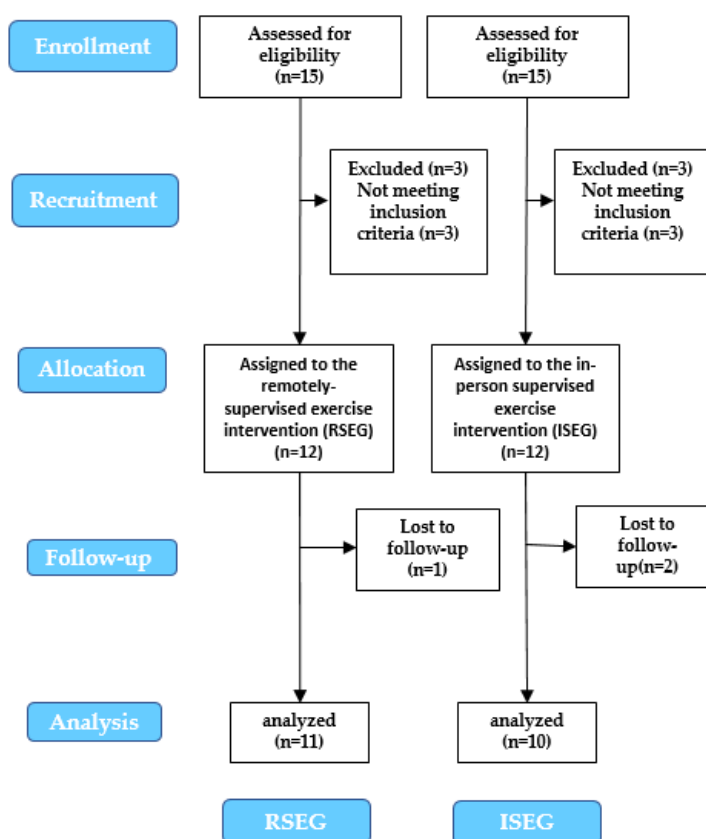 Enrollment
Assessed for
eligibility
(n=15)
Assessed for
eligibility
(n=15)
Recruitment
Excluded (n=3)
Not meeting
inclusion
criteria (n=3)
Excluded (n=3)
Not meeting
inclusion
criteria (n=3)
Allocation
Assigned to the
remotely-
supervised exercise
intervention (RSEG)
(n=12)
Assigned to the in-
person supervised
exercise
intervention (ISEG)
(n=12)
Follow-up
Lost to
follow-up
(n=1)
Lost to
follow-
up(n=2)
Analysis
analyzed
(n=11)
analyzed
(n=10)
RSEG
ISEG